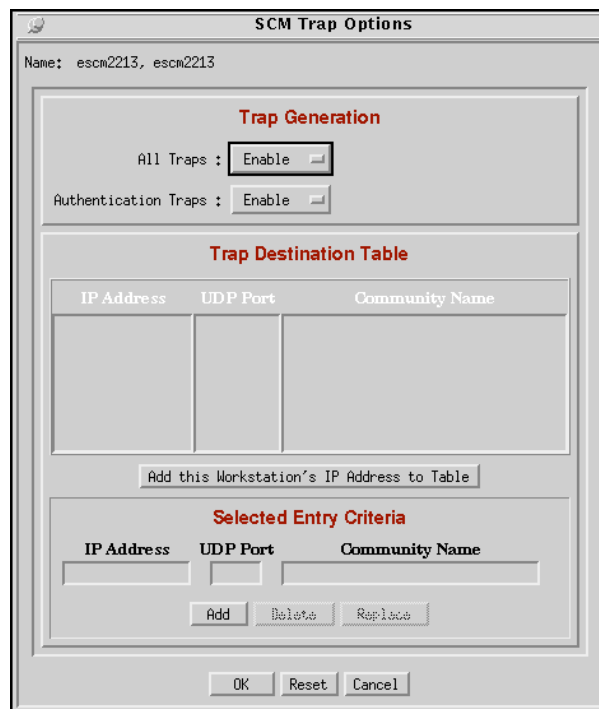 SCM Trap Options
Name: escm2213, escm2213
Trap Generation
All Traps : Enable
Authentication Traps : Enable
Trap Destination Table
IP Address UDP Port Community Name
Add this Workstation's IP Address to Table
Selected Entry Criteria
IP Address UDP Port Community Name
Add Delete Replace
OK Reset Cancel